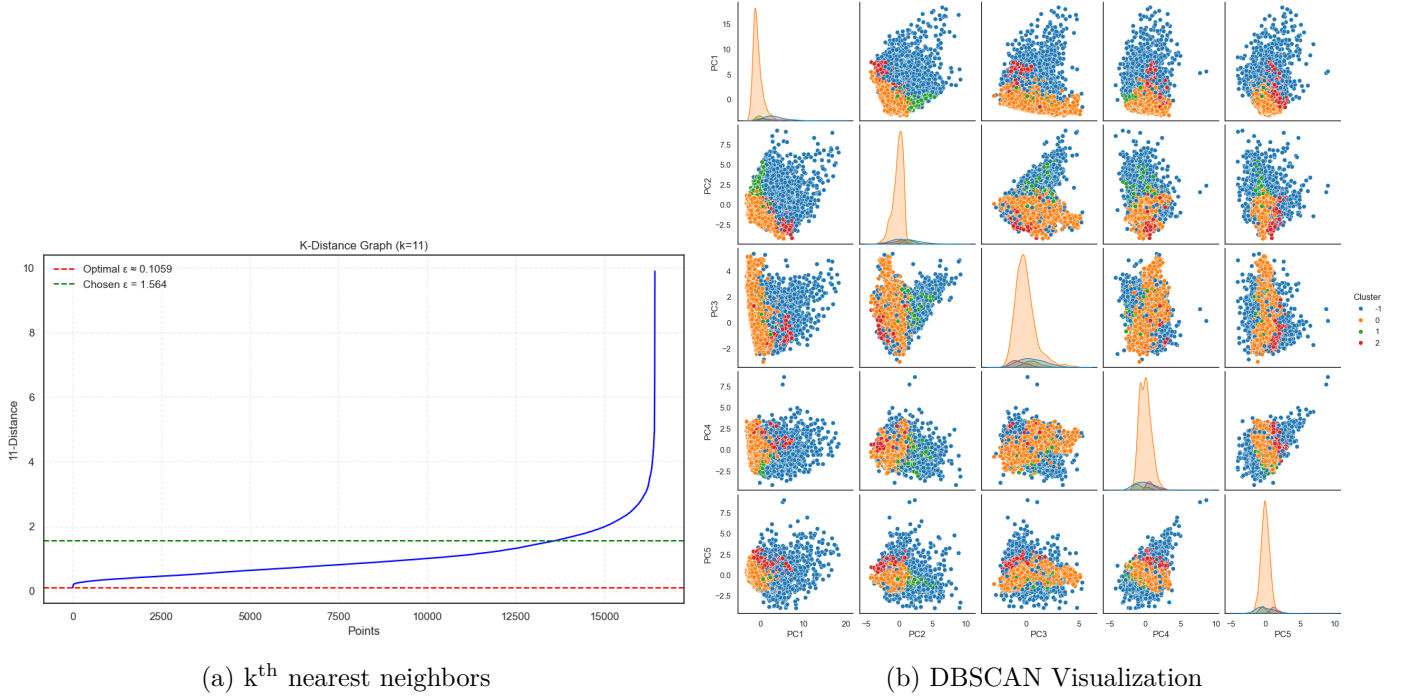 K-Distance Graph (k=11)
Optimal ε ≈ 0.1059
Chosen ε = 1.564
11-Distance
10
8
6
4
2
0
0 2500 5000 7500 10000 12500 15000
Points
(a) kth nearest neighbors
PC1
15
10
5
0
PC2
7.5
5.0
2.5
0.0
−2.5
PC3
4
2
0
−2
PC4
7.5
5.0
2.5
0.0
−2.5
PC5
7.5
5.0
2.5
0.0
−2.5
0 10 20
PC1
−5 0 5 10
PC2
0 5
PC3
−5 0 5 10
PC4
−5 0 5 10
PC5
Cluster
-1
0
1
2
(b) DBSCAN Visualization